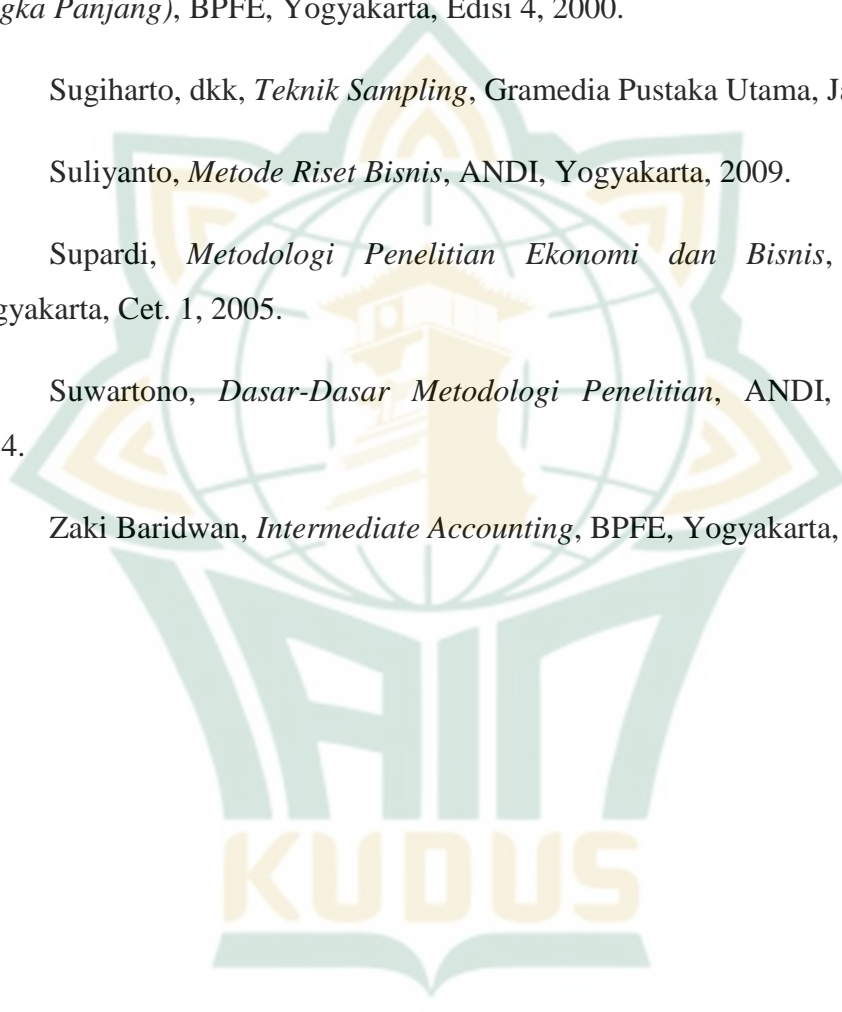 gka Panjang), BPFE, Yogyakarta, Edisi 4, 2000.
Sugiharto, dkk, Teknik Sampling, Gramedia Pustaka Utama, Ja
Suliyanto, Metode Riset Bisnis, ANDI, Yogyakarta, 2009.
Supardi, Metodologi Penelitian Ekonomi dan Bisnis,
gyakarta, Cet. 1, 2005.
Suwartono, Dasar-Dasar Metodologi Penelitian, ANDI,
4.
Zaki Baridwan, Intermediate Accounting, BPFE, Yogyakarta,
IAIN
KUDUS